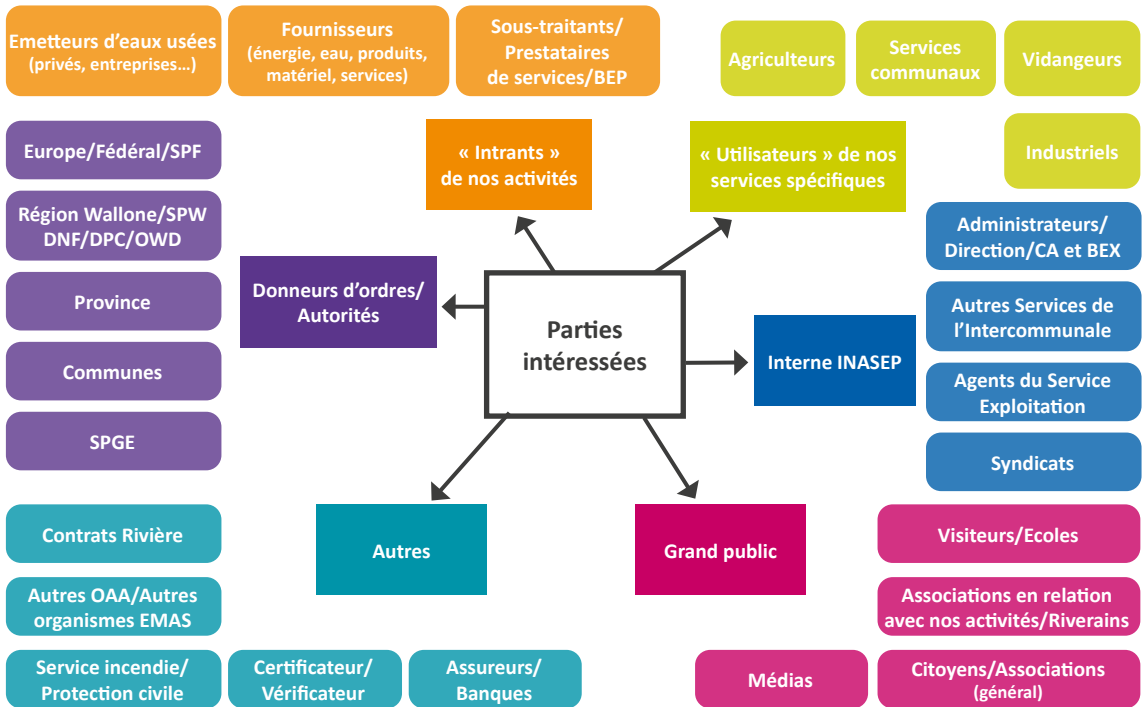 Emetteurs d'eaux usées
(privés, entreprises...)
Fournisseurs
(énergie, eau, produits,
matériel, services)
Sous-traitants/
Prestataires
de services/BEP
Agriculteurs
Services
communaux
Vidangeurs
Industriels
« Intrants »
de nos activités
« Utilisateurs » de nos
services spécifiques
Europe/Fédéral/SPF
Région Wallone/SPW
DNF/DPC/OWD
Province
Communes
SPGE
Donneurs d'ordres/
Autorités
Parties
intéressées
Interne INASEP
Administrateurs/
Direction/CA et BEX
Autres Services de
l'Intercommunale
Agents du Service
Exploitation
Syndicats
Autres
Grand public
Contrats Rivière
Autres OAA/Autres
organismes EMAS
Service incendie/
Protection civile
Certificateur/
Vérificateur
Assureurs/
Banques
Visiteurs/Ecoles
Associations en relation
avec nos activités/Riverains
Médias
Citoyens/Associations
(général)